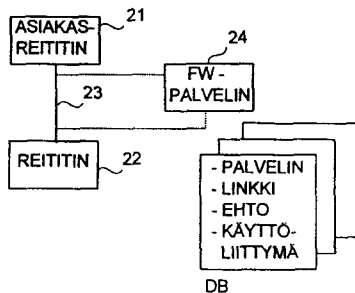 21
ASIAKAS-
REITITIN
24
FW -
PALVELIN
23
REITITIN
22
- PALVELIN
- LINKKI
- EHTO
- KÄYTTÖ-
LIITTYMÄ
DB